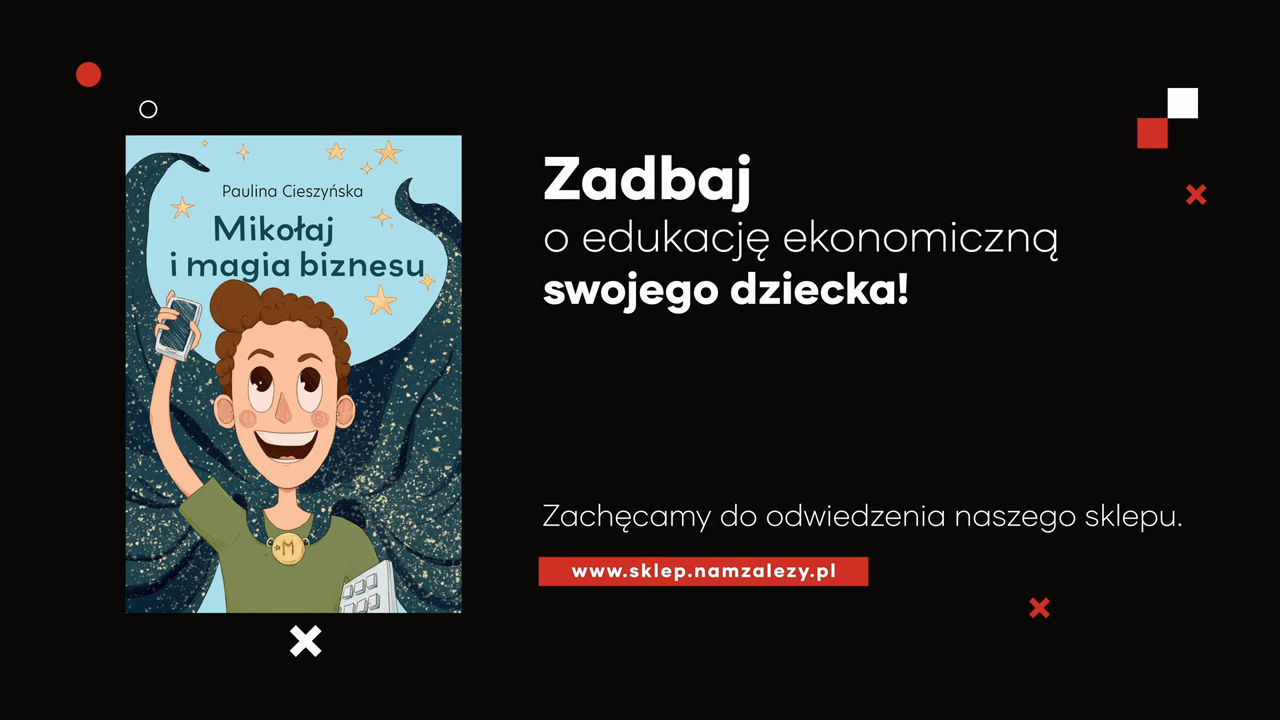 Paulina Cieszyńska
Mikołaj
i magia biznesu
M
Zadbaj
o edukację ekonomiczną
swojego dziecka!
Zachęcamy do odwiedzenia naszego sklepu.
www.sklep.namzalezy.pl